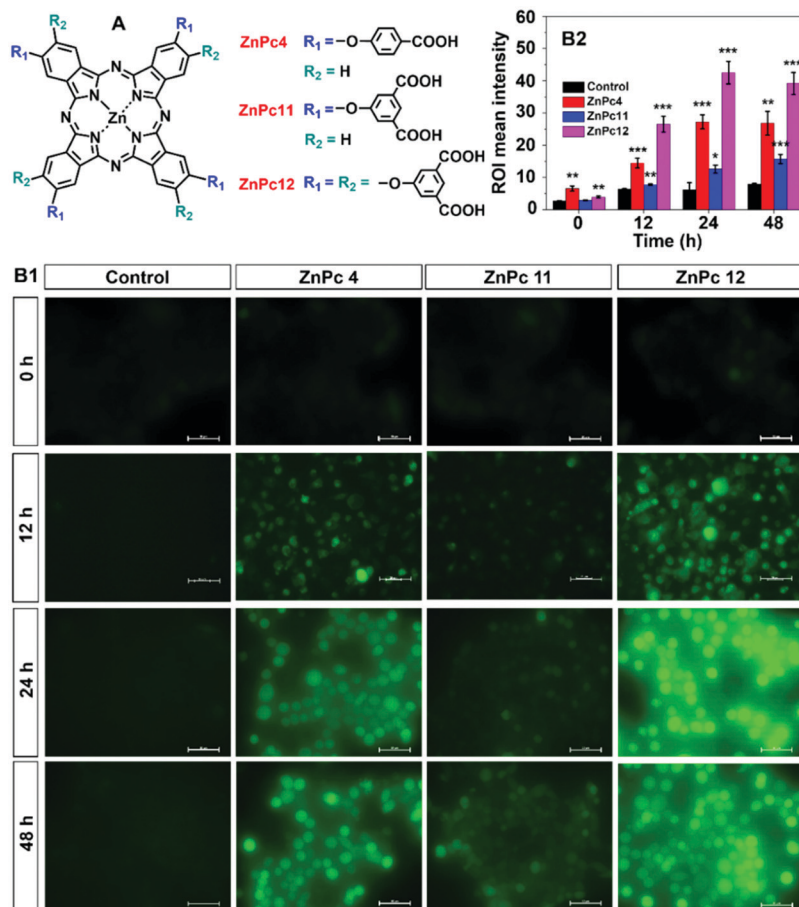 A
R₂
R₁
R₁
R₂
N
N
N
N
Zn
N
N
N
N
R₂
R₁
R₁
R₂
ZnPc4 R₁ = —O COOH
R₂ = H
ZnPc11 R₁ = —O COOH
COOH
R₂ = H
ZnPc12 R₁ = R₂ = —O COOH
COOH
B2
ROI mean intensity
60
50
40
30
20
10
0
Control
ZnPc4
ZnPc11
ZnPc12
** **
*** ** ***
*** * ***
** *** ***
0 12 24 48
Time (h)
B1 Control ZnPc 4 ZnPc 11 ZnPc 12
0 h
12 h
24 h
48 h